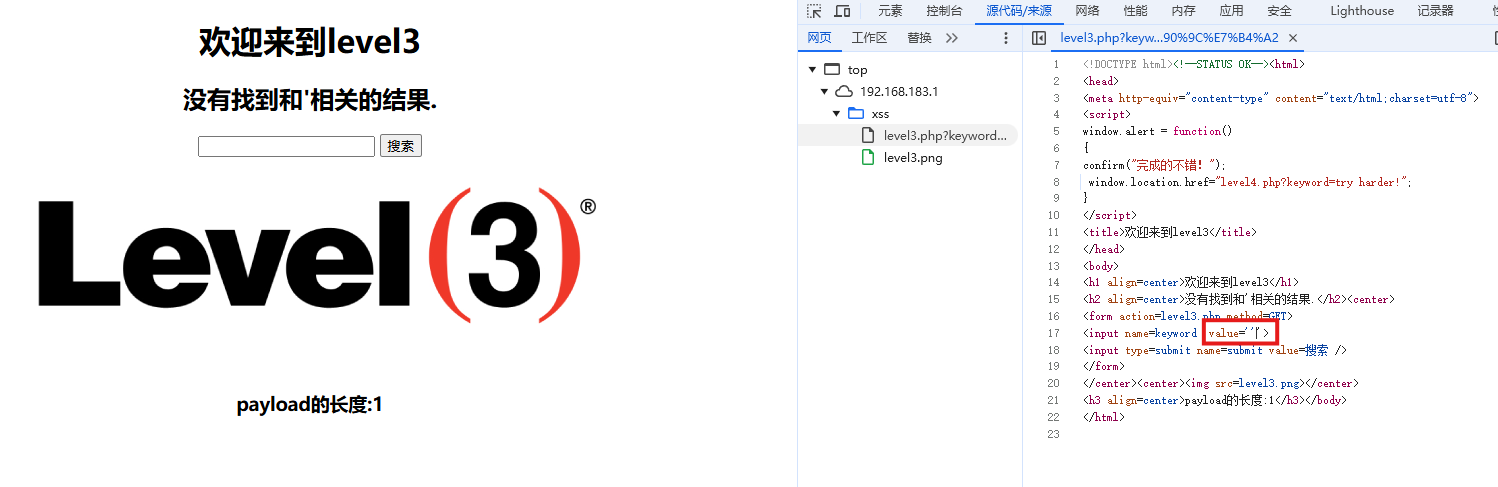 欢迎来到level3
没有找到和'相关的结果.
搜索
Level(3)®
payload的长度:1
元素 控制台 源代码/来源 网络 性能 内存 应用 安全 Lighthouse 记录器
网页 工作区 替换
level3.php?keyw...90%9C%E7%B4%A2
top
192.168.183.1
xss
level3.php?keyword...
level3.png
1 <!DOCTYPE html><!--STATUS OK--><html>
2 <head>
3 <meta http-equiv="content-type" content="text/html;charset=utf-8">
4 <script>
5 window.alert = function()
6 {
7 confirm("完成的不错！");
8 window.location.href="level4.php?keyword=try harder!";
9 }
10 </script>
11 <title>欢迎来到level3</title>
12 </head>
13 <body>
14 <h1 align=center>欢迎来到level3</h1>
15 <h2 align=center>没有找到和'相关的结果.</h2><center>
16 <form action=level3.php method=GET>
17 <input name=keyword value='''>
18 <input type=submit name=submit value=搜索 />
19 </form>
20 </center><center><img src=level3.png></center>
21 <h3 align=center>payload的长度:1</h3></body>
22 </html>
23